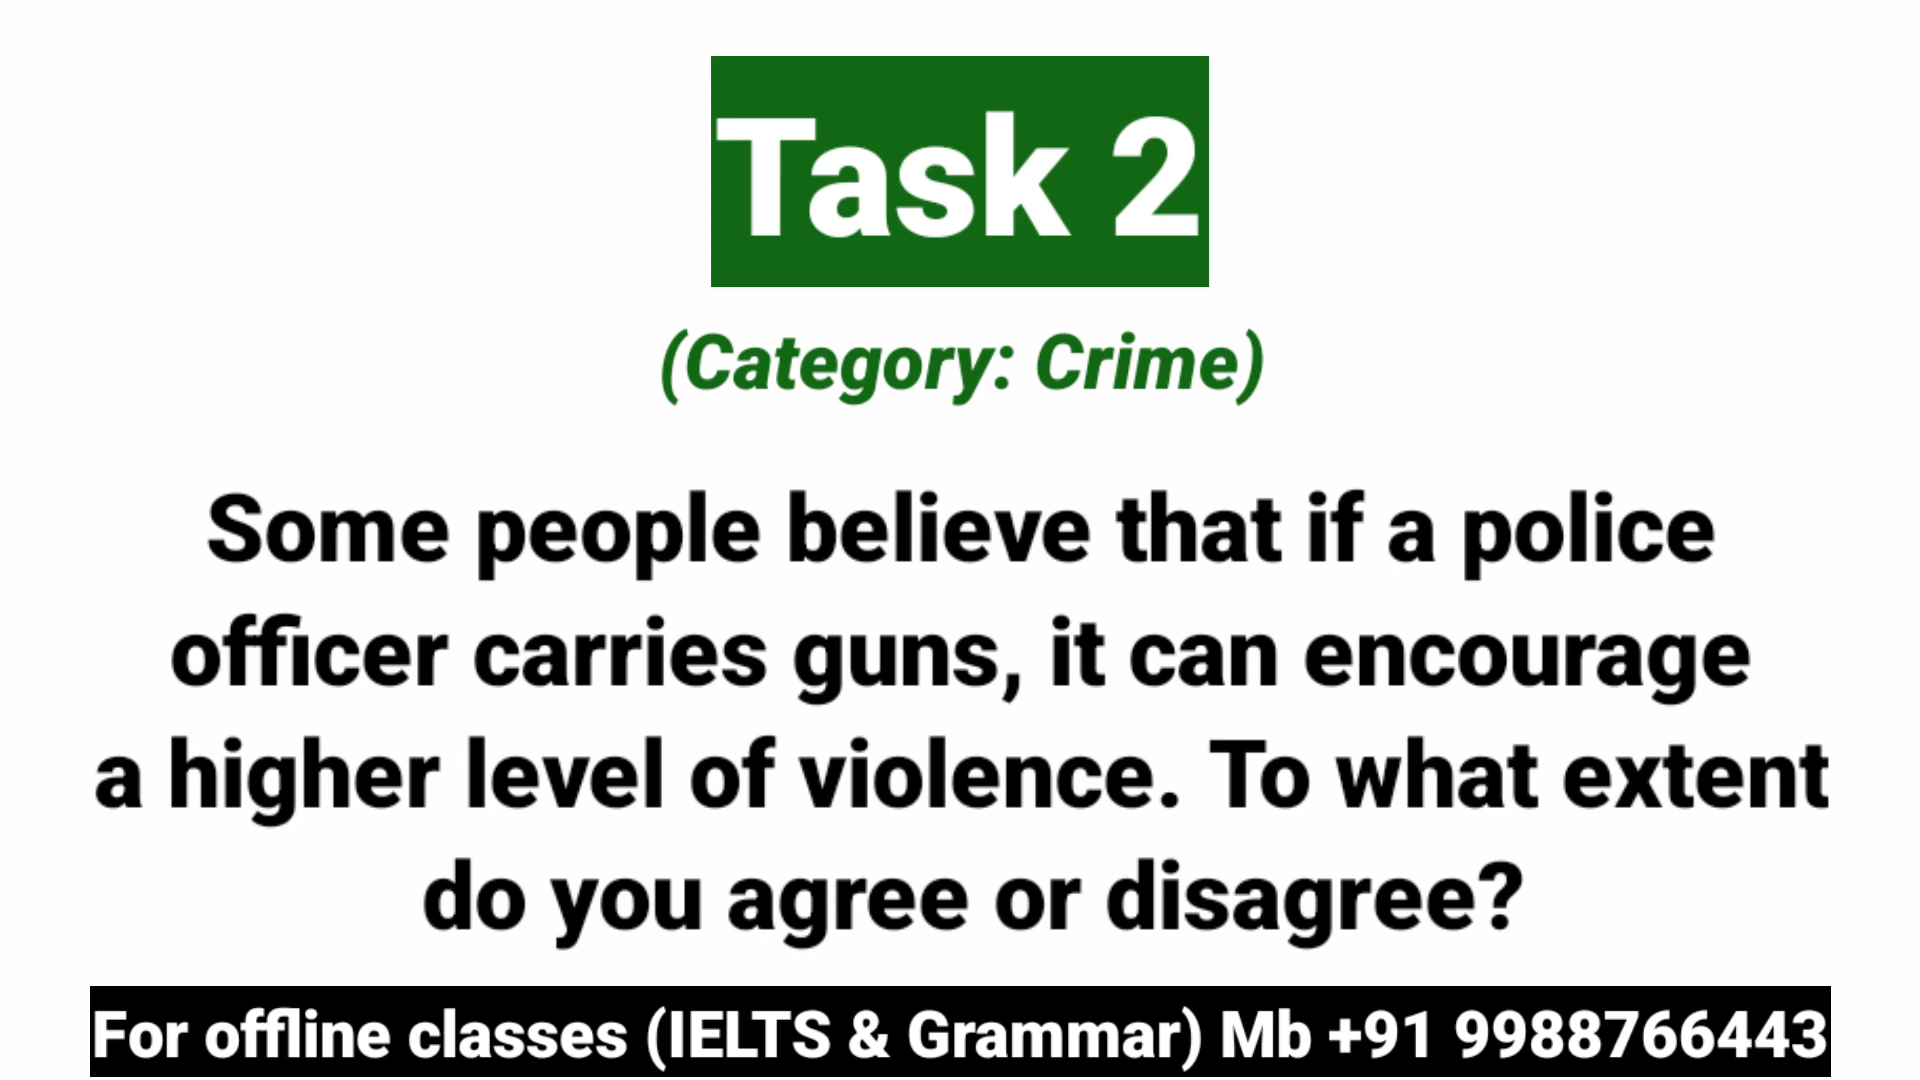 Task 2
(Category: Crime)
Some people believe that if a police
officer carries guns, it can encourage
a higher level of violence. To what extent
do you agree or disagree?
For offline classes (IELTS & Grammar) Mb +91 9988766443